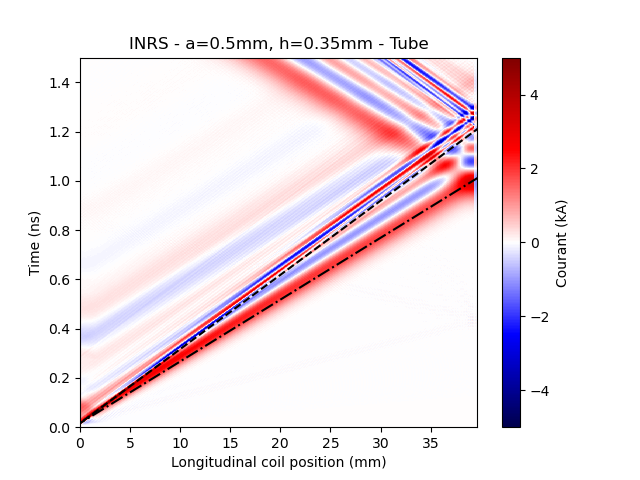 INRS - a=0.5mm, h=0.35mm - Tube
1.4
1.2
1.0
0.8
0.6
0.4
0.2
0.0
Time (ns)
0 5 10 15 20 25 30 35
Longitudinal coil position (mm)
4
2
0
−2
−4
Courant (kA)